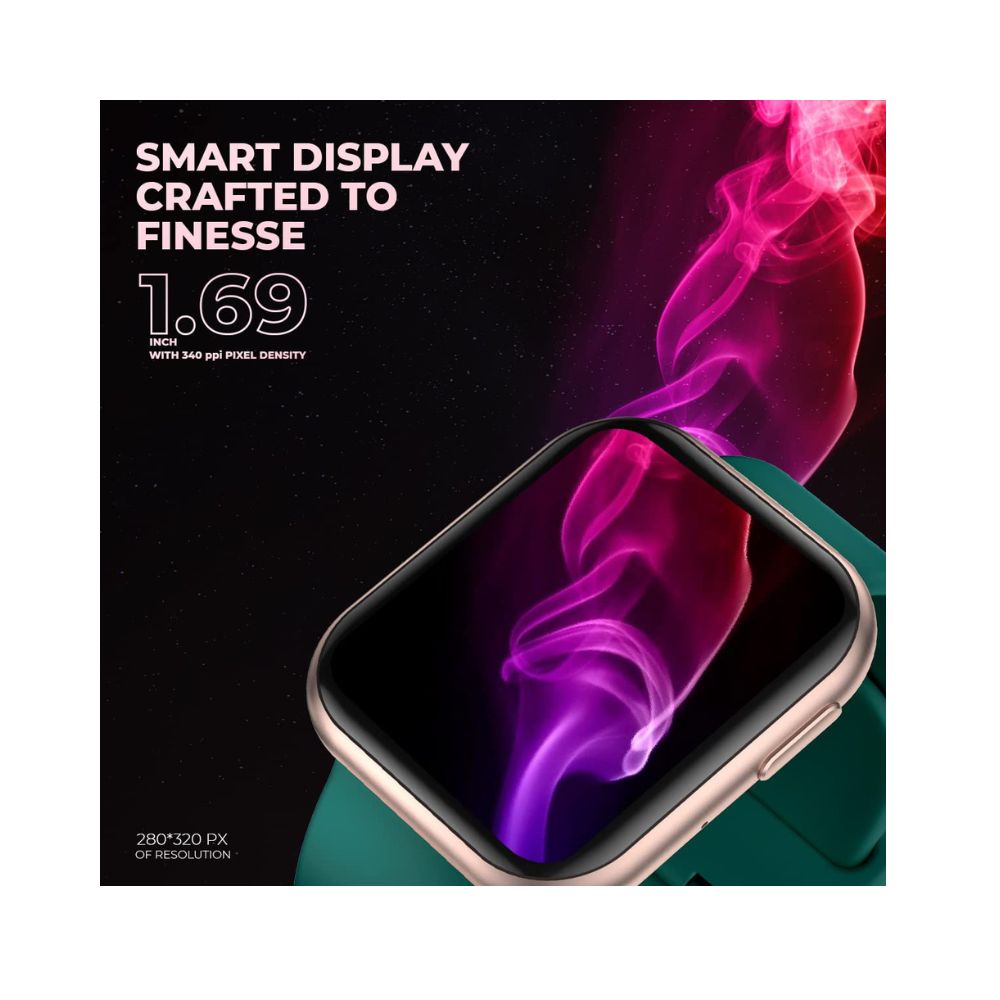 SMART DISPLAY
CRAFTED TO
FINESSE
1.69
INCH
WITH 340 ppi PIXEL DENSITY
280*320 PX
OF RESOLUTION